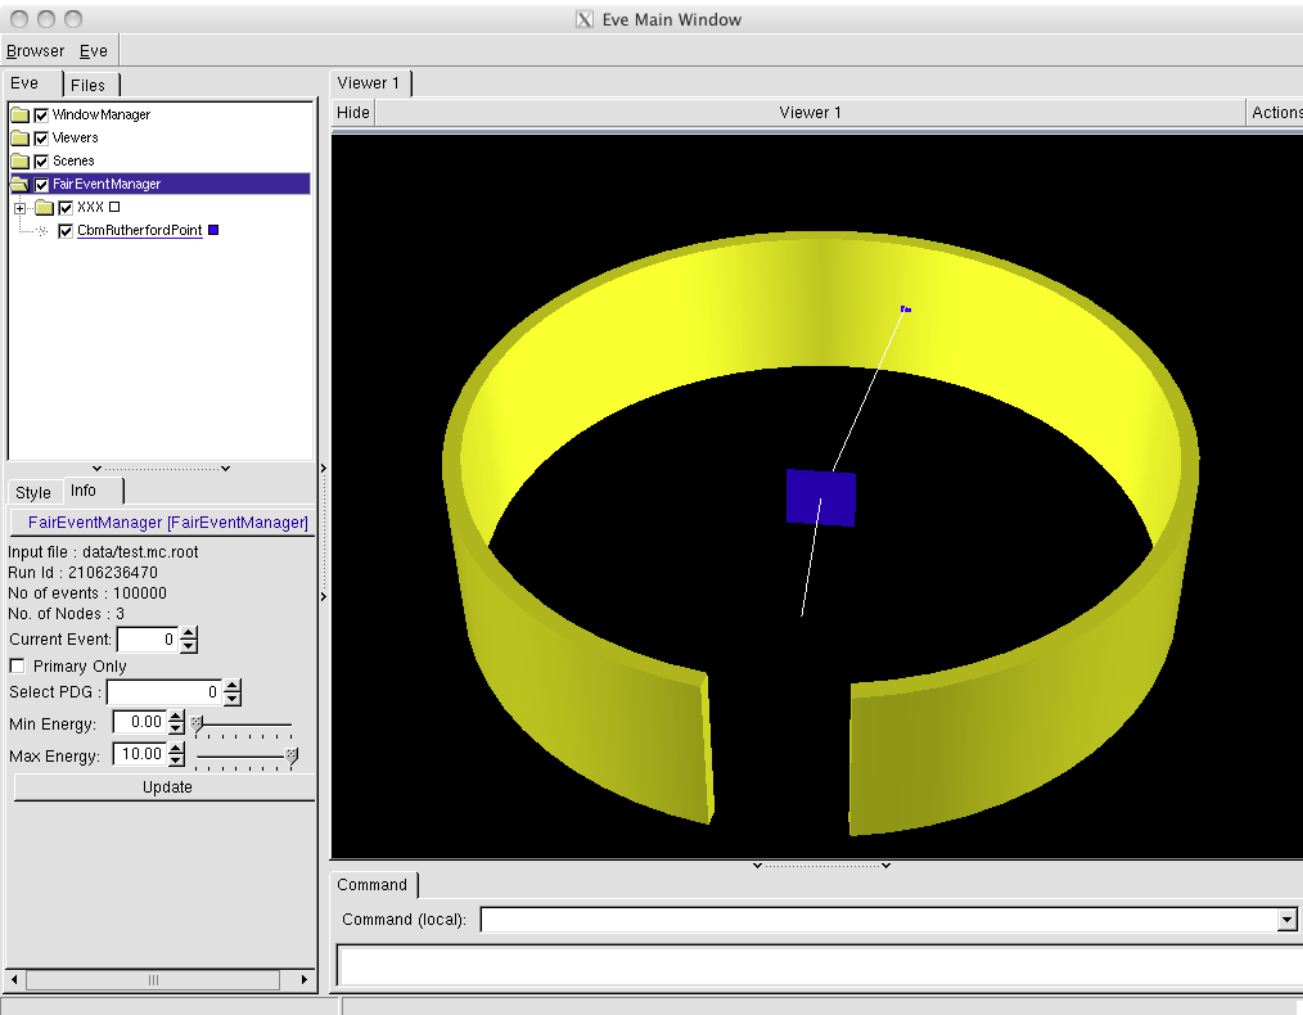 X Eve Main Window
Browser Eve
Eve Files
Viewer 1
Hide Viewer 1 Actions
WindowManager
Viewers
Scenes
FairEventManager
XXX
CbmRutherfordPoint
Style Info
FairEventManager [FairEventManager]
Input file : data/test.mc.root
Run Id : 2106236470
No of events : 100000
No. of Nodes : 3
Current Event: 0
Primary Only
Select PDG : 0
Min Energy: 0.00
Max Energy: 10.00
Update
Command
Command (local):